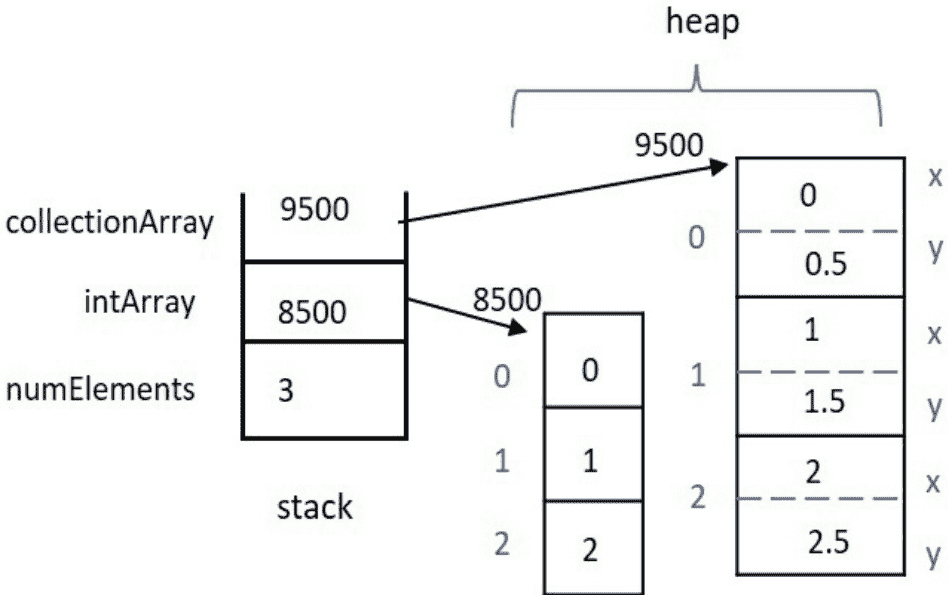 heap
9500
collectionArray 9500
intArray 8500
numElements 3
stack
8500
0 0
1 1
2 2
0 0 x
0.5 y
1 1 x
1.5 y
2 2 x
2.5 y